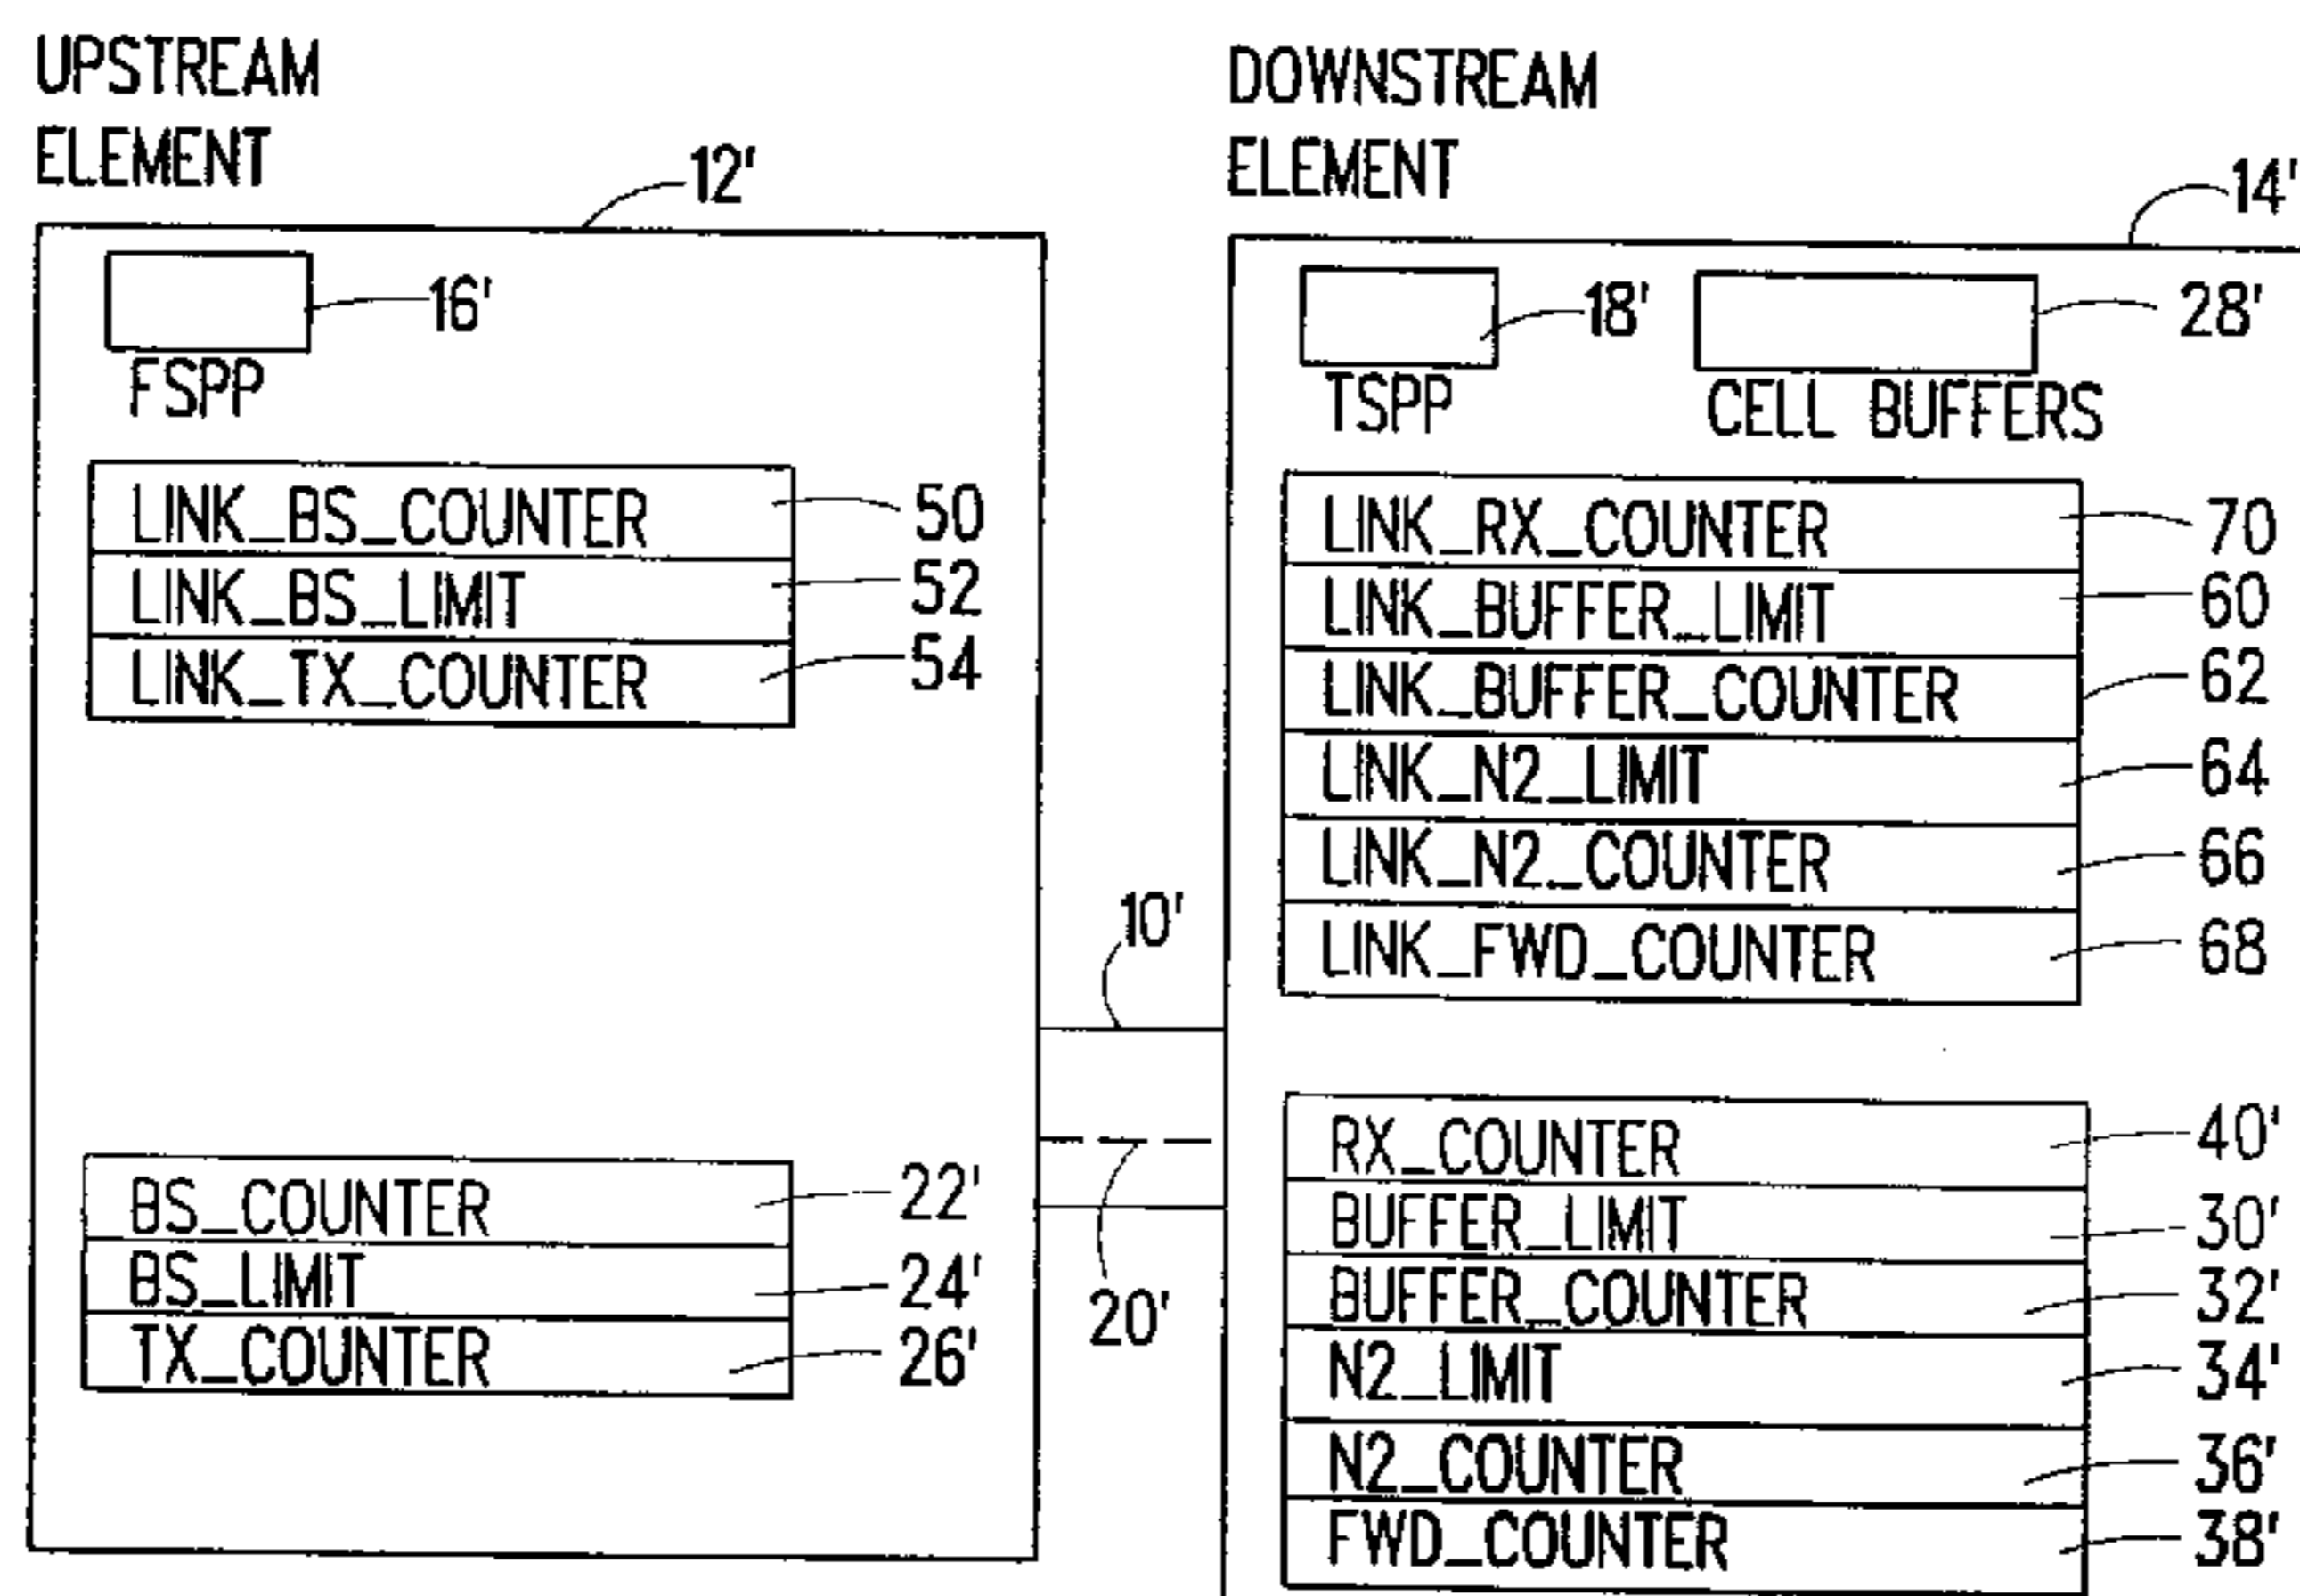 UPSTREAM
ELEMENT
12'
16'
FSPP
LINK_BS_COUNTER 50
LINK_BS_LIMIT 52
LINK_TX_COUNTER 54
10'
20'
BS_COUNTER 22'
BS_LIMIT 24'
TX_COUNTER 26'
DOWNSTREAM
ELEMENT
14'
18'
28'
TSPP
CELL BUFFERS
LINK_RX_COUNTER 70
LINK_BUFFER_LIMIT 60
LINK_BUFFER_COUNTER 62
LINK_N2_LIMIT 64
LINK_N2_COUNTER 66
LINK_FWD_COUNTER 68
RX_COUNTER 40'
BUFFER_LIMIT 30'
BUFFER_COUNTER 32'
N2_LIMIT 34'
N2_COUNTER 36'
FWD_COUNTER 38'